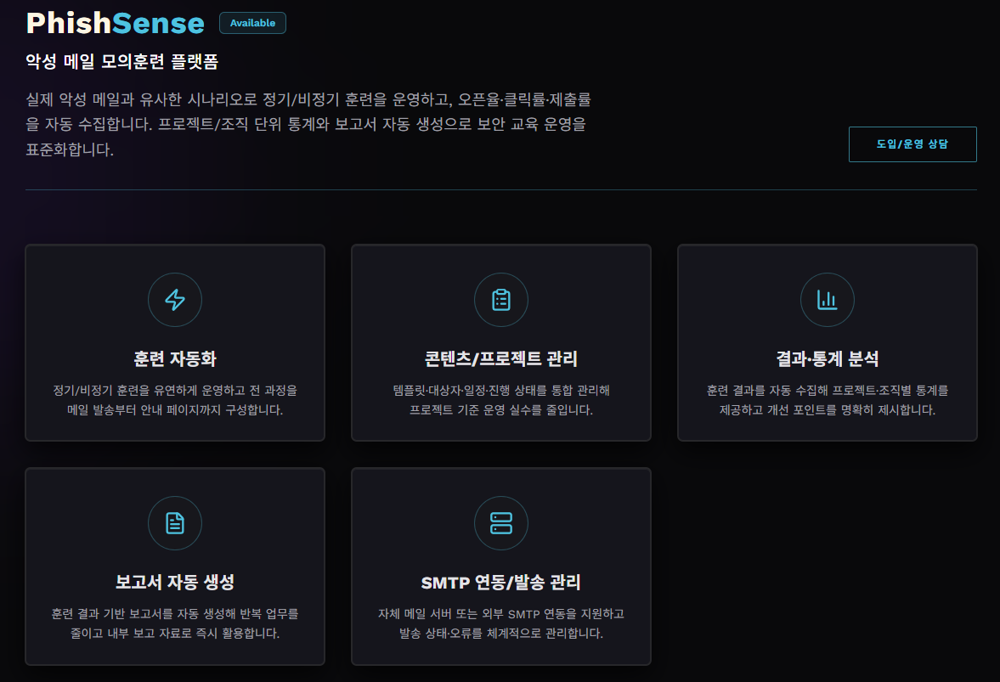 PhishSense Available
악성 메일 모의훈련 플랫폼
실제 악성 메일과 유사한 시나리오로 정기/비정기 훈련을 운영하고, 오픈율·클릭률·제출률
을 자동 수집합니다. 프로젝트/조직 단위 통계와 보고서 자동 생성으로 보안 교육 운영을
표준화합니다.
도입/운영 상담
훈련 자동화
정기/비정기 훈련을 유연하게 운영하고 전 과정을
메일 발송부터 안내 페이지까지 구성합니다.
콘텐츠/프로젝트 관리
템플릿·대상자·일정·진행 상태를 통합 관리해
프로젝트 기준 운영 실수를 줄입니다.
결과·통계 분석
훈련 결과를 자동 수집해 프로젝트·조직별 통계를
제공하고 개선 포인트를 명확히 제시합니다.
보고서 자동 생성
훈련 결과 기반 보고서를 자동 생성해 반복 업무를
줄이고 내부 보고 자료로 즉시 활용합니다.
SMTP 연동/발송 관리
자체 메일 서버 또는 외부 SMTP 연동을 지원하고
발송 상태·오류를 체계적으로 관리합니다.